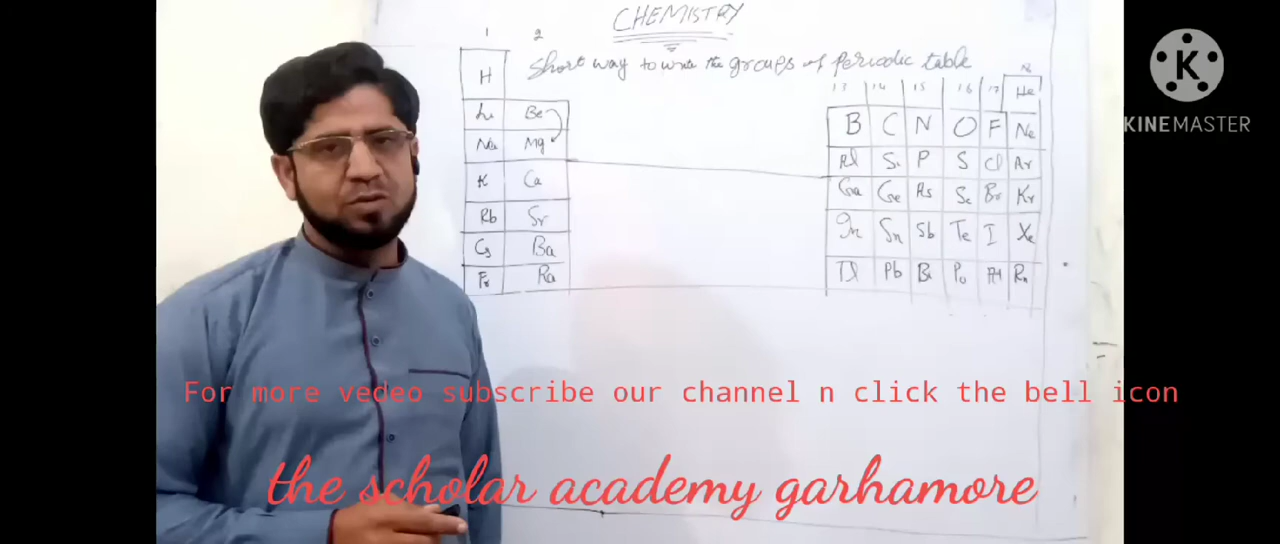 CHEMISTRY
1 2
Short way to write the groups of Periodic table
13 14 15 16 17
H He
Li Be B C N O F Ne
Na Mg Al Si P S Cl Ar
K Ca Ga Ge As Se Br Kr
Rb Sr In Sn Sb Te I Xe
Cs Ba
Fr Ra Tl Pb Bi Po At Rn
K
KINEMASTER
For more vedeo subscribe our channel n click the bell icon
the scholar academy garhamore